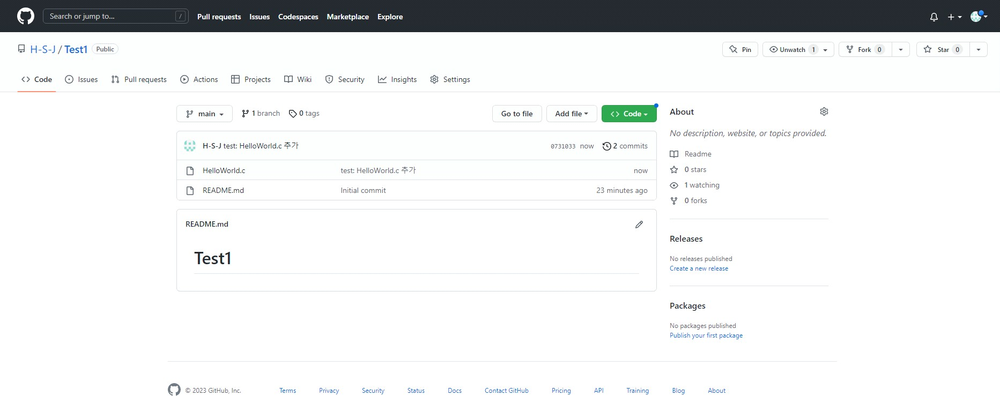 Search or jump to... /
Pull requests Issues Codespaces Marketplace Explore
H-S-J / Test1 Public
Pin Unwatch 1 Fork 0 Star 0
Code Issues Pull requests Actions Projects Wiki Security Insights Settings
main 1 branch 0 tags Go to file Add file Code
H-S-J test: HelloWorld.c 추가 0731033 now 2 commits
HelloWorld.c test: HelloWorld.c 추가 now
README.md Initial commit 23 minutes ago
README.md
Test1
About
No description, website, or topics provided.
Readme
0 stars
1 watching
0 forks
Releases
No releases published
Create a new release
Packages
No packages published
Publish your first package
© 2023 GitHub, Inc. Terms Privacy Security Status Docs Contact GitHub Pricing API Training Blog About